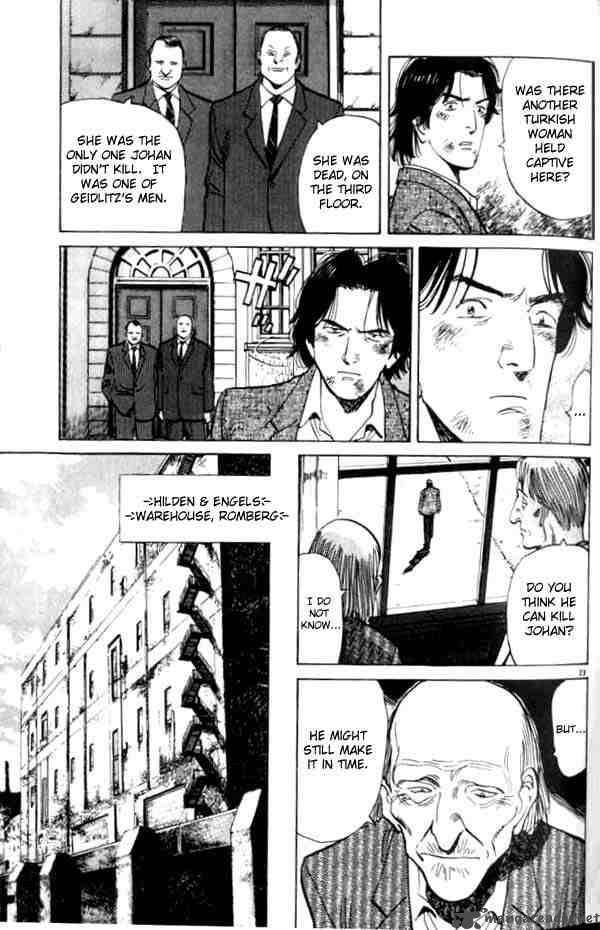 WAS THERE
ANOTHER
TURKISH
WOMAN
HELD
CAPTIVE
HERE?
SHE WAS
DEAD, ON
THE THIRD
FLOOR.
SHE WAS THE
ONLY ONE JOHAN
DIDN'T KILL. IT
WAS ONE OF
GEIDLITZ'S MEN.
...
ザッ
DO YOU
THINK HE
CAN KILL
JOHAN?
I DO
NOT
KNOW...
23
BUT...
HE MIGHT
STILL MAKE
IT IN TIME.
-:HILDEN & ENGELS:-
-:WAREHOUSE, ROMBERG:-